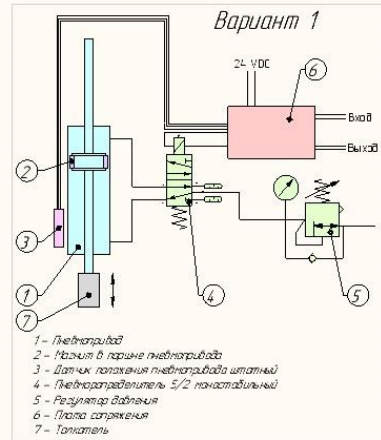 Вариант 1
24 VDC
6
Вход
Выход
2
3
1
7
4
5
1 - Пневмопривод
2 - Магнит в поршне пневмопривода
3 - Датчик положения пневмопривода штатный
4 - Пневмораспределитель 5/2 моностабильный
5 - Регулятор давления
6 - Плата сопряжения
7 - Толкатель